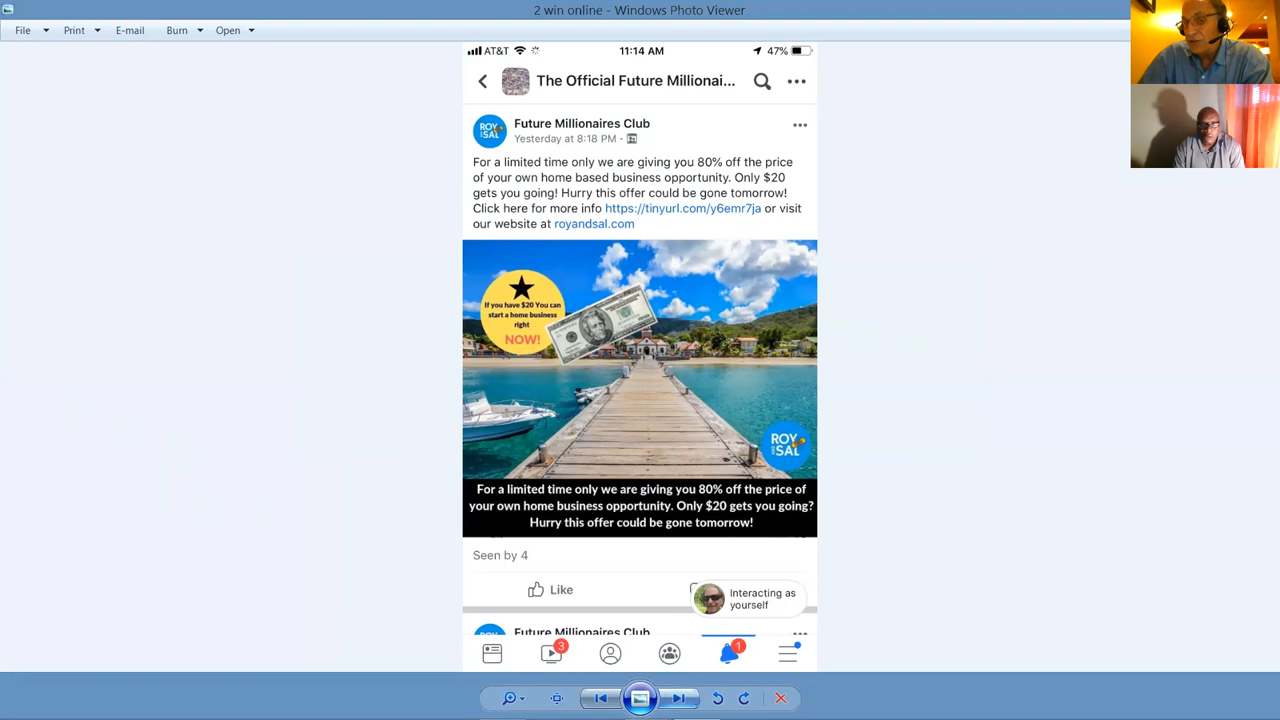 2 win online - Windows Photo Viewer
File Print E-mail Burn Open
AT&T 11:14 AM 47%
The Official Future Millionai...
Future Millionaires Club
Yesterday at 8:18 PM ·
For a limited time only we are giving you 80% off the price
of your own home based business opportunity. Only $20
gets you going! Hurry this offer could be gone tomorrow!
Click here for more info https://tinyurl.com/y6emr7ja or visit
our website at royandsal.com
ROY
SAL
If you have $20 You can
start a home business
right
NOW!
ROY
AND
SAL
For a limited time only we are giving you 80% off the price of
your own home business opportunity. Only $20 gets you going?
Hurry this offer could be gone tomorrow!
Seen by 4
Like
Interacting as
yourself
Future Millionaires Club
3
1